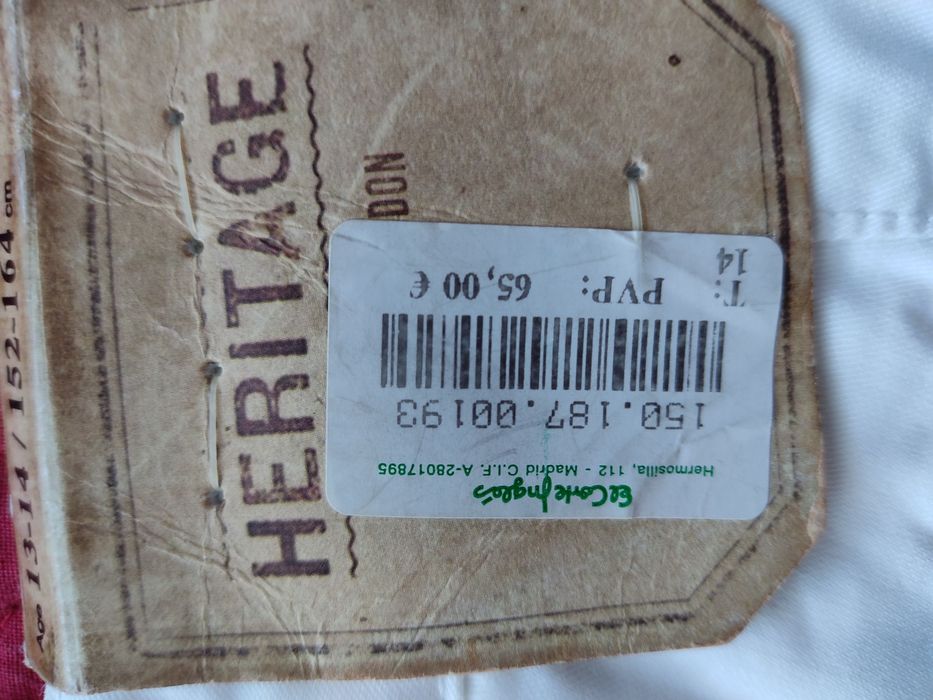 Age 13-14 / 152-164 cm
HERITAGE
DON
El Corte Inglés
Hermosilla, 112 - Madrid C.I.F. A-28017895
150.187.00193
T: PVP: 65,00 €
14